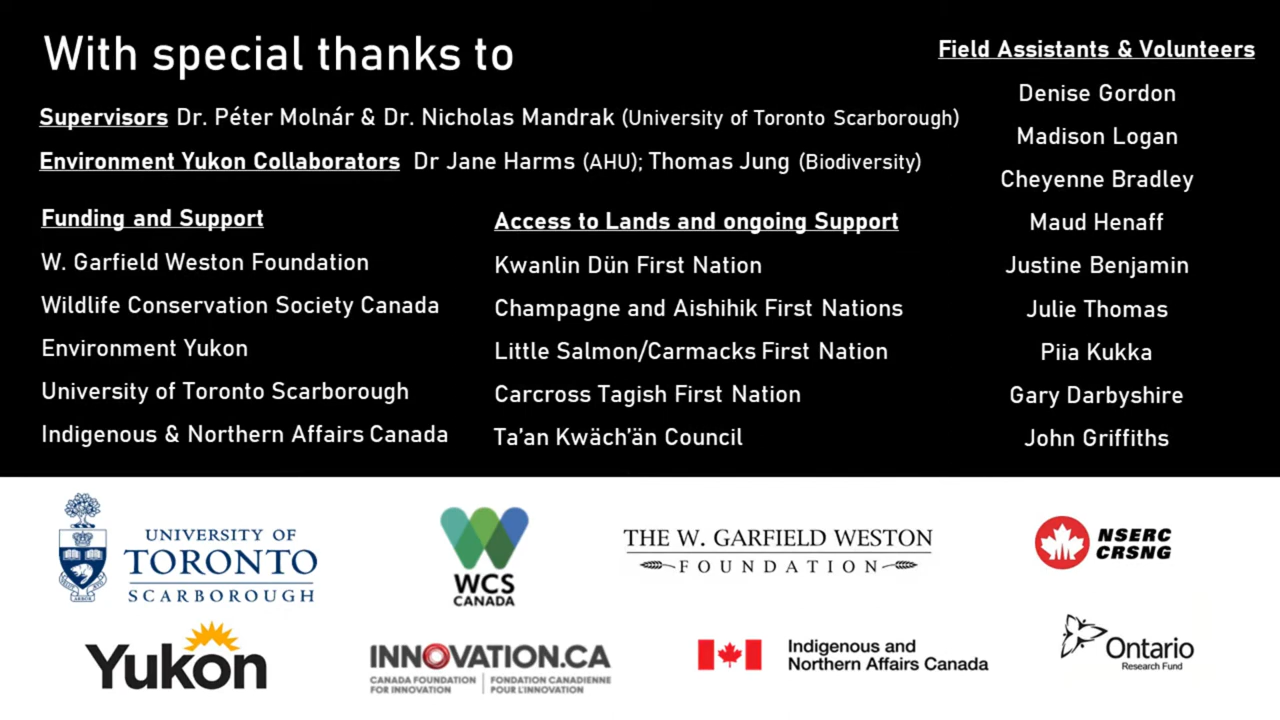 With special thanks to
Supervisors Dr. Péter Molnár & Dr. Nicholas Mandrak (University of Toronto Scarborough)
Environment Yukon Collaborators Dr Jane Harms (AHU); Thomas Jung (Biodiversity)
Funding and Support
W. Garfield Weston Foundation
Wildlife Conservation Society Canada
Environment Yukon
University of Toronto Scarborough
Indigenous & Northern Affairs Canada
Access to Lands and ongoing Support
Kwanlin Dün First Nation
Champagne and Aishihik First Nations
Little Salmon/Carmacks First Nation
Carcross Tagish First Nation
Ta'an Kwäch'än Council
Field Assistants & Volunteers
Denise Gordon
Madison Logan
Cheyenne Bradley
Maud Henaff
Justine Benjamin
Julie Thomas
Piia Kukka
Gary Darbyshire
John Griffiths
UNIVERSITY OF
TORONTO
SCARBOROUGH
WCS
CANADA
THE W. GARFIELD WESTON
FOUNDATION
NSERC
CRSNG
Yukon
INNOVATION.CA
CANADA FOUNDATION
FOR INNOVATION
FONDATION CANADIENNE
POUR L'INNOVATION
Indigenous and
Northern Affairs Canada
Ontario
Research Fund